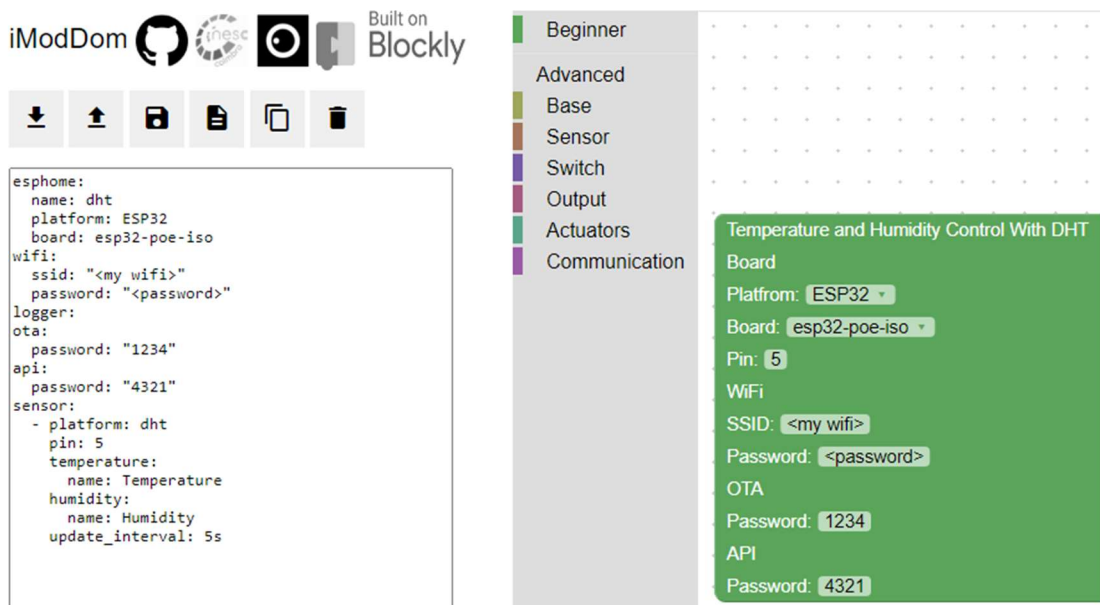 iModDom
inesc
coimbra
Built on
Blockly
esphome:
  name: dht
  platform: ESP32
  board: esp32-poe-iso
wifi:
  ssid: "<my wifi>"
  password: "<password>"
logger:
ota:
  password: "1234"
api:
  password: "4321"
sensor:
  - platform: dht
    pin: 5
    temperature:
      name: Temperature
    humidity:
      name: Humidity
    update_interval: 5s
Beginner
Advanced
Base
Sensor
Switch
Output
Actuators
Communication
Temperature and Humidity Control With DHT
Board
Platfrom: ESP32
Board: esp32-poe-iso
Pin: 5
WiFi
SSID: <my wifi>
Password: <password>
OTA
Password: 1234
API
Password: 4321